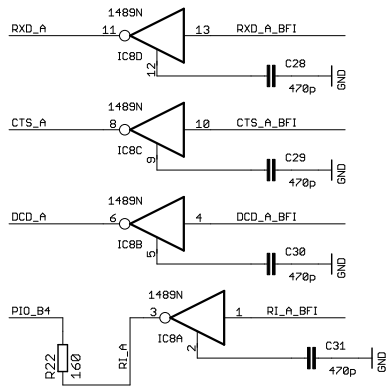 1489N
RXD_A 11 13 RXD_A_BFI
IC8D 12 C28
470p GND
1489N
CTS_A 8 10 CTS_A_BFI
IC8C 9 C29
470p GND
1489N
DCD_A 6 4 DCD_A_BFI
IC8B 5 C30
470p GND
1489N
PIO_B4 3 1 RI_A_BFI
IC8A 2 C31
R22 160 RI_A 470p GND